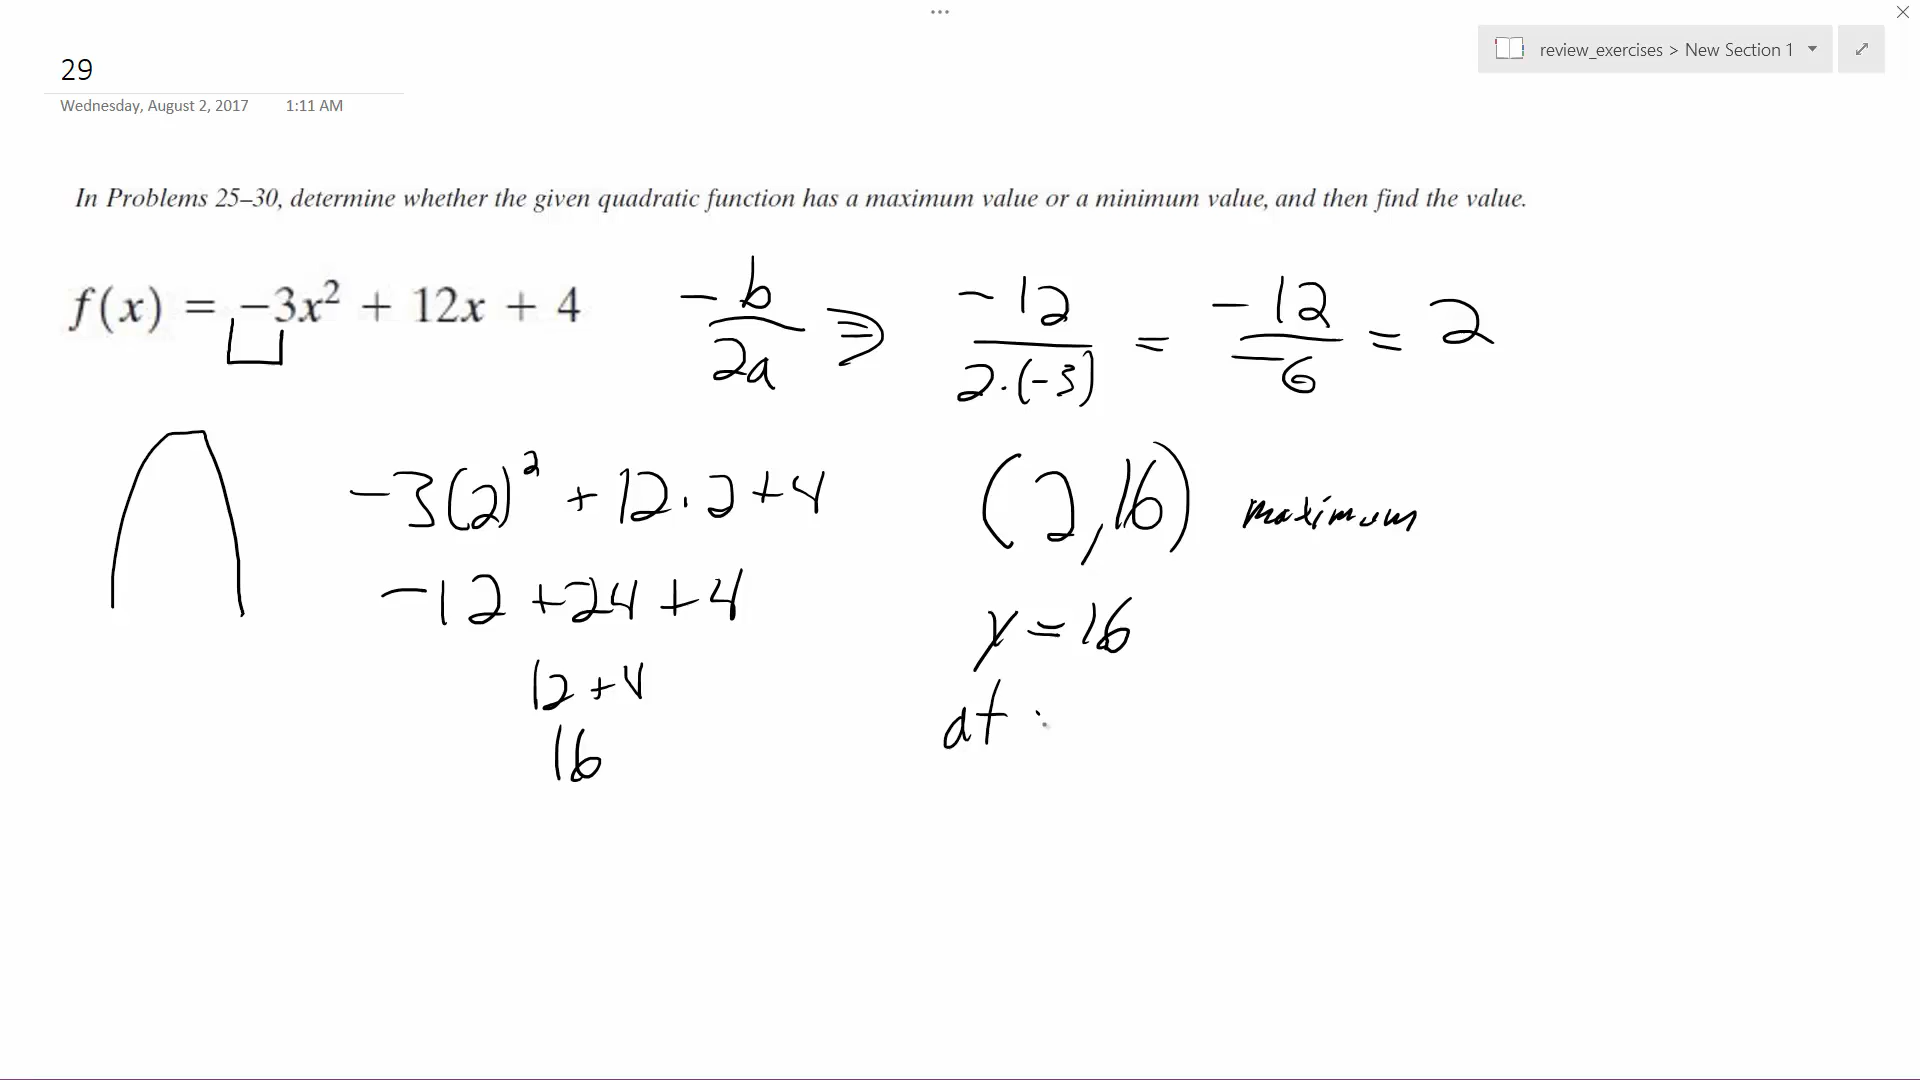 ...
review_exercises > New Section 1
29
Wednesday, August 2, 2017 1:11 AM
In Problems 25–30, determine whether the given quadratic function has a maximum value or a minimum value, and then find the value.
f(x) = −3x² + 12x + 4
-b/2a ⇒ -12/2·(-3) = -12/-6 = 2
-3(2)² + 12·2+4
(2,16) maximum
-12 +24 +4
y=16
12+4
at
16